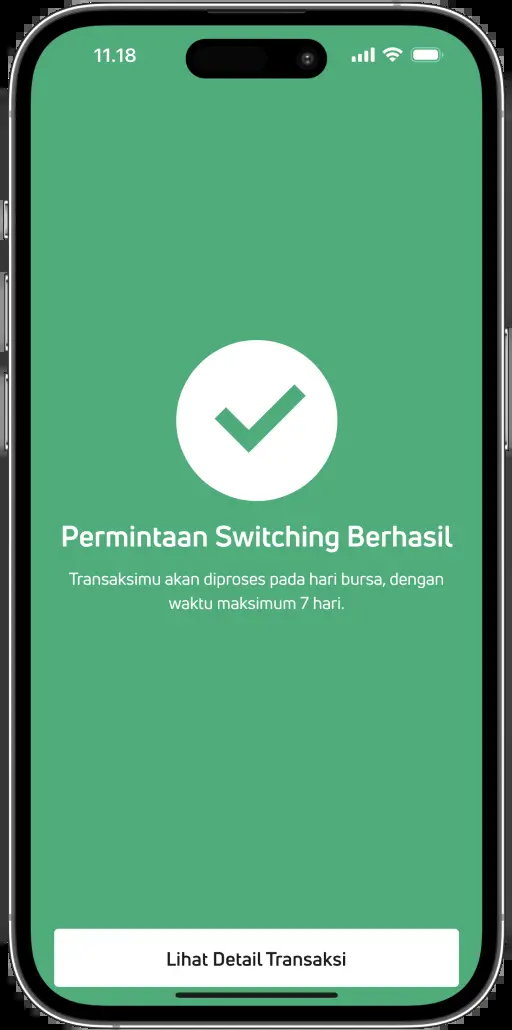 11.18
Permintaan Switching Berhasil
Transaksimu akan diproses pada hari bursa, dengan
waktu maksimum 7 hari.
Lihat Detail Transaksi